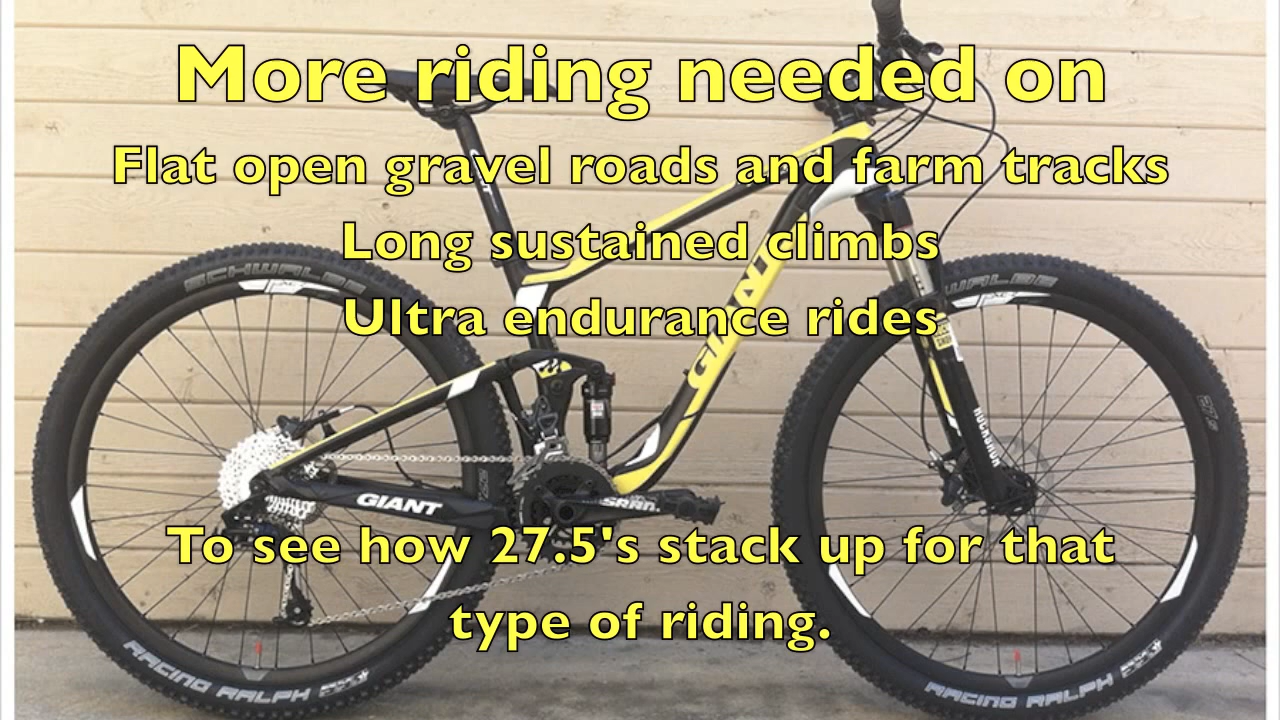 More riding needed on
Flat open gravel roads and farm tracks
Long sustained climbs
Ultra endurance rides
To see how 27.5's stack up for that
type of riding.
SCHWALBE
SCHWALBE
GIANT
ROCKSHOX
GIANT
SRAM
RACING RALPH
RACING RALPH